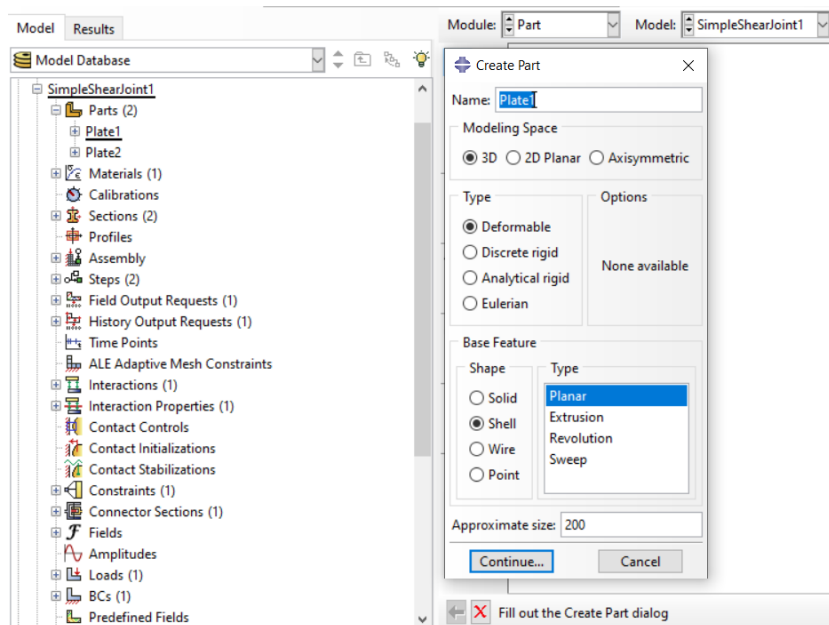 Model Results
Model Database
SimpleShearJoint1
Parts (2)
Plate1
Plate2
Materials (1)
Calibrations
Sections (2)
Profiles
Assembly
Steps (2)
Field Output Requests (1)
History Output Requests (1)
Time Points
ALE Adaptive Mesh Constraints
Interactions (1)
Interaction Properties (1)
Contact Controls
Contact Initializations
Contact Stabilizations
Constraints (1)
Connector Sections (1)
Fields
Amplitudes
Loads (1)
BCs (1)
Predefined Fields
Module: Part Model: SimpleShearJoint1
Create Part
Name: Plate1
Modeling Space
3D 2D Planar Axisymmetric
Type
Deformable
Discrete rigid
Analytical rigid
Eulerian
Options
None available
Base Feature
Shape
Solid
Shell
Wire
Point
Type
Planar
Extrusion
Revolution
Sweep
Approximate size: 200
Continue... Cancel
Fill out the Create Part dialog